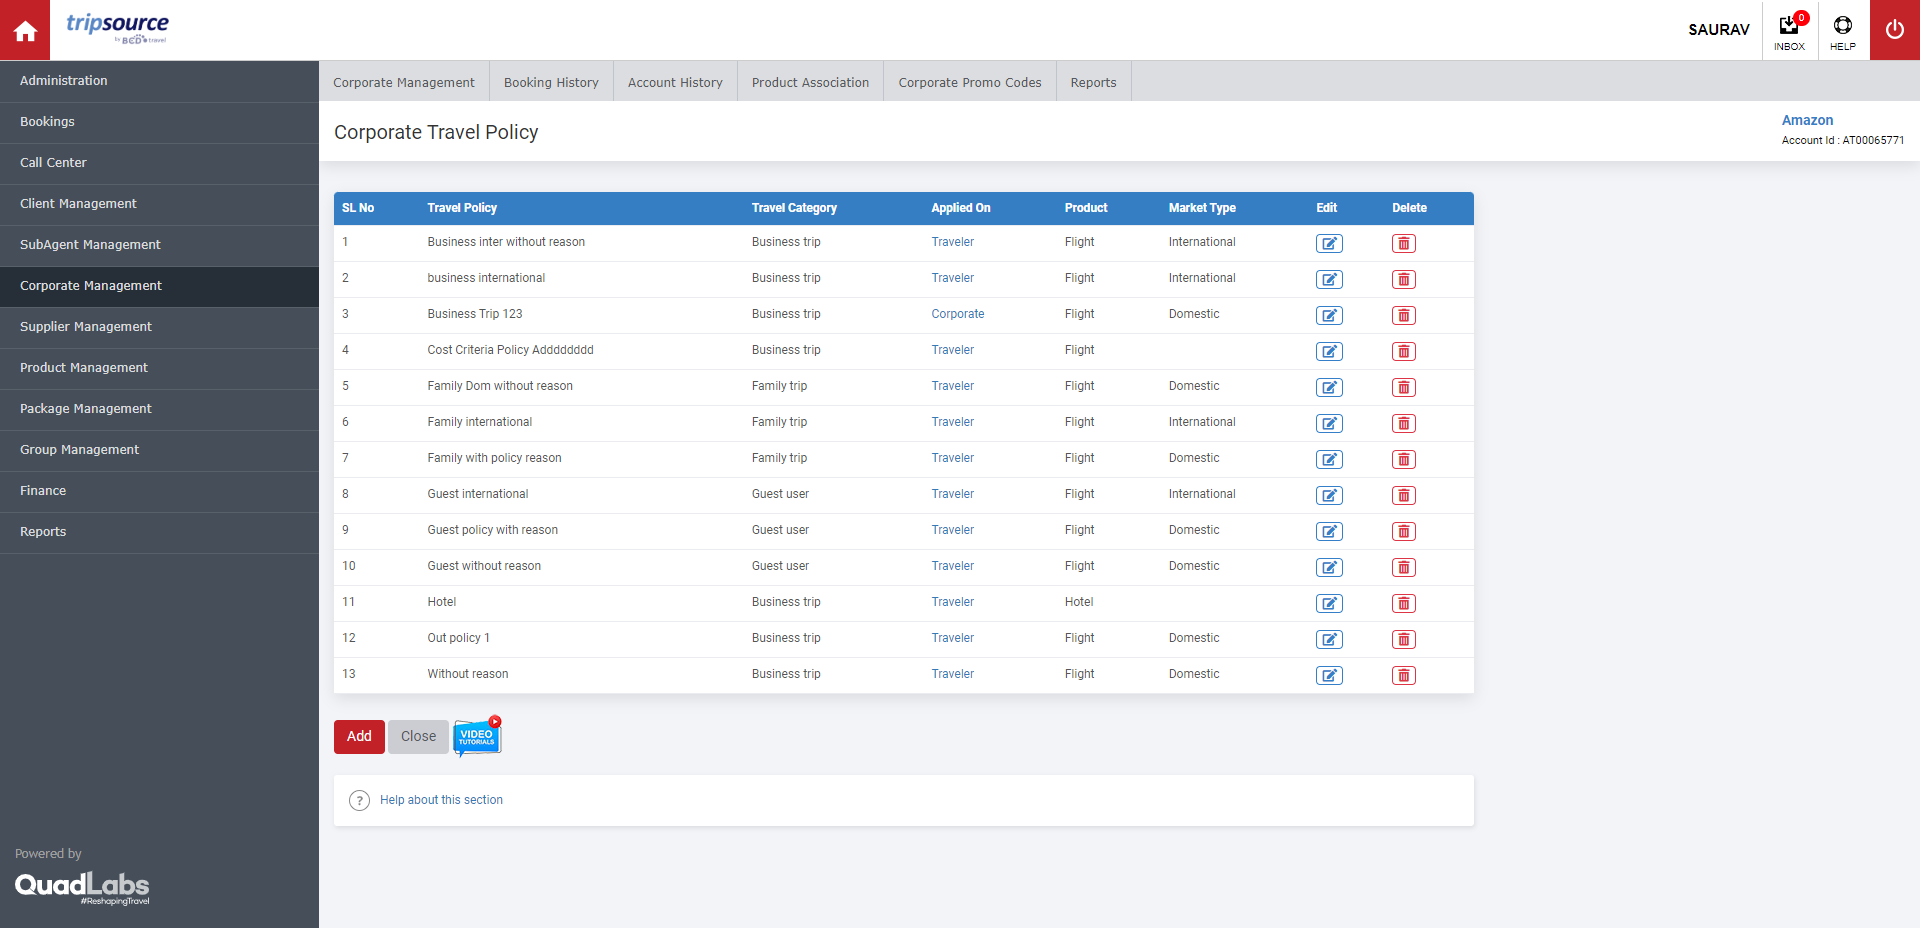 tripsource
by BCD travel
SAURAV
0
INBOX
HELP
Administration
Bookings
Call Center
Client Management
SubAgent Management
Corporate Management
Supplier Management
Product Management
Package Management
Group Management
Finance
Reports
Powered by
QuadLabs
#ReshapingTravel
Corporate Management Booking History Account History Product Association Corporate Promo Codes Reports
Corporate Travel Policy
Amazon
Account Id : AT00065771
SL No Travel Policy Travel Category Applied On Product Market Type Edit Delete
1 Business inter without reason Business trip Traveler Flight International
2 business international Business trip Traveler Flight International
3 Business Trip 123 Business trip Corporate Flight Domestic
4 Cost Criteria Policy Adddddddd Business trip Traveler Flight
5 Family Dom without reason Family trip Traveler Flight Domestic
6 Family international Family trip Traveler Flight International
7 Family with policy reason Family trip Traveler Flight Domestic
8 Guest international Guest user Traveler Flight International
9 Guest policy with reason Guest user Traveler Flight Domestic
10 Guest without reason Guest user Traveler Flight Domestic
11 Hotel Business trip Traveler Hotel
12 Out policy 1 Business trip Traveler Flight Domestic
13 Without reason Business trip Traveler Flight Domestic
Add Close
VIDEO
TUTORIALS
? Help about this section